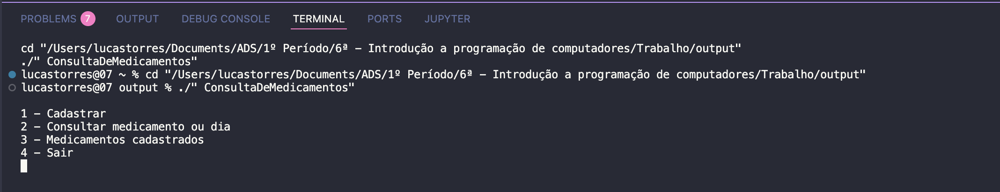 PROBLEMS 7 OUTPUT DEBUG CONSOLE TERMINAL PORTS JUPYTER
cd "/Users/lucastorres/Documents/ADS/1º Período/6ª - Introdução a programação de computadores/Trabalho/output"
./" ConsultaDeMedicamentos"
lucastorres@07 ~ % cd "/Users/lucastorres/Documents/ADS/1º Período/6ª - Introdução a programação de computadores/Trabalho/output"
lucastorres@07 output % ./" ConsultaDeMedicamentos"
1 - Cadastrar
2 - Consultar medicamento ou dia
3 - Medicamentos cadastrados
4 - Sair